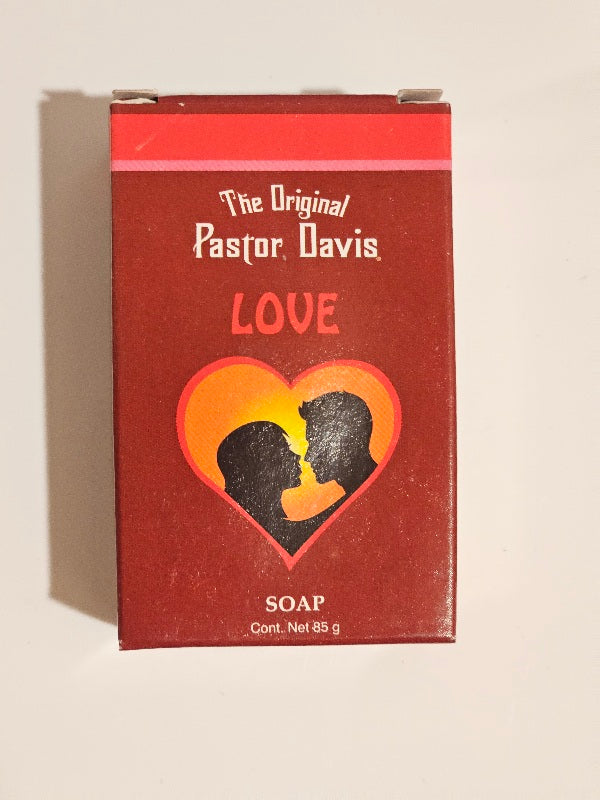 The Original
Pastor Davis
LOVE
SOAP
Cont. Net 85 g